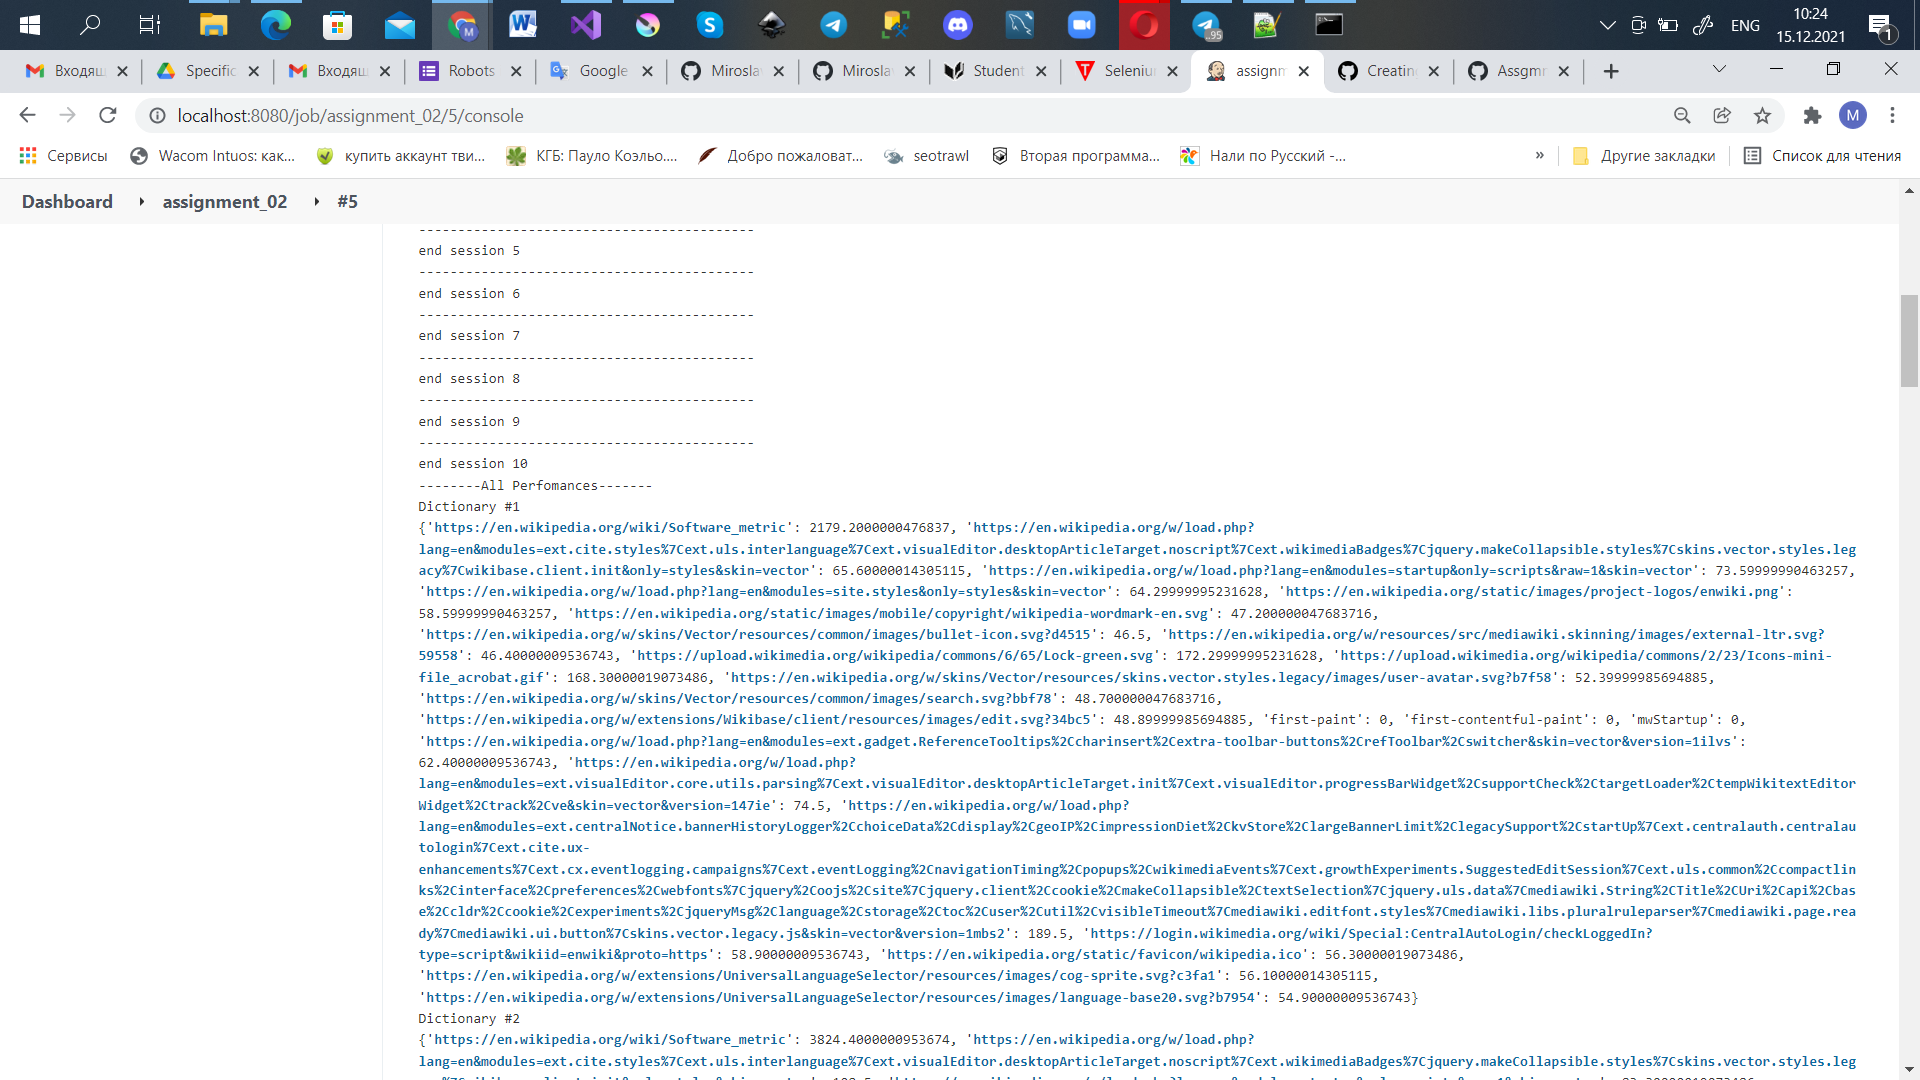 ENG
10:24
15.12.2021
1
95
Входящ
Specific
Входящ
Robots
Google
Miroslav
Miroslav
Student
Seleniu
assignm
Creatin
Assgmn
localhost:8080/job/assignment_02/5/console
M
Сервисы
Wacom Intuos: как...
купить аккаунт тви...
КГБ: Пауло Коэльо....
Добро пожаловат...
seotrawl
Вторая программа...
Нали по Русский -...
»
Другие закладки
Список для чтения
Dashboard
assignment_02
#5
-------------------------------------------
end session 5
-------------------------------------------
end session 6
-------------------------------------------
end session 7
-------------------------------------------
end session 8
-------------------------------------------
end session 9
-------------------------------------------
end session 10
--------All Perfomances-------
Dictionary #1
{'https://en.wikipedia.org/wiki/Software_metric': 2179.2000000476837, 'https://en.wikipedia.org/w/load.php?
lang=en&modules=ext.cite.styles%7Cext.uls.interlanguage%7Cext.visualEditor.desktopArticleTarget.noscript%7Cext.wikimediaBadges%7Cjquery.makeCollapsible.styles%7Cskins.vector.styles.leg
acy%7Cwikibase.client.init&only=styles&skin=vector': 65.60000014305115, 'https://en.wikipedia.org/w/load.php?lang=en&modules=startup&only=scripts&raw=1&skin=vector': 73.59999990463257,
'https://en.wikipedia.org/w/load.php?lang=en&modules=site.styles&only=styles&skin=vector': 64.29999995231628, 'https://en.wikipedia.org/static/images/project-logos/enwiki.png':
58.59999990463257, 'https://en.wikipedia.org/static/images/mobile/copyright/wikipedia-wordmark-en.svg': 47.200000047683716,
'https://en.wikipedia.org/w/skins/Vector/resources/common/images/bullet-icon.svg?d4515': 46.5, 'https://en.wikipedia.org/w/resources/src/mediawiki.skinning/images/external-ltr.svg?
59558': 46.40000009536743, 'https://upload.wikimedia.org/wikipedia/commons/6/65/Lock-green.svg': 172.29999995231628, 'https://upload.wikimedia.org/wikipedia/commons/2/23/Icons-mini-
file_acrobat.gif': 168.30000019073486, 'https://en.wikipedia.org/w/skins/Vector/resources/skins.vector.styles.legacy/images/user-avatar.svg?b7f58': 52.39999985694885,
'https://en.wikipedia.org/w/skins/Vector/resources/common/images/search.svg?bbf78': 48.700000047683716,
'https://en.wikipedia.org/w/extensions/Wikibase/client/resources/images/edit.svg?34bc5': 48.89999985694885, 'first-paint': 0, 'first-contentful-paint': 0, 'mwStartup': 0,
'https://en.wikipedia.org/w/load.php?lang=en&modules=ext.gadget.ReferenceTooltips%2Ccharinsert%2Cextra-toolbar-buttons%2CrefToolbar%2Cswitcher&skin=vector&version=1ilvs':
62.40000009536743, 'https://en.wikipedia.org/w/load.php?
lang=en&modules=ext.visualEditor.core.utils.parsing%7Cext.visualEditor.desktopArticleTarget.init%7Cext.visualEditor.progressBarWidget%2CsupportCheck%2CtargetLoader%2CtempWikitextEditor
Widget%2Ctrack%2Cve&skin=vector&version=147ie': 74.5, 'https://en.wikipedia.org/w/load.php?
lang=en&modules=ext.centralNotice.bannerHistoryLogger%2CchoiceData%2Cdisplay%2CgeoIP%2CimpressionDiet%2CkvStore%2ClargeBannerLimit%2ClegacySupport%2CstartUp%7Cext.centralauth.centralau
tologin%7Cext.cite.ux-
enhancements%7Cext.cx.eventlogging.campaigns%7Cext.eventLogging%2CnavigationTiming%2Cpopups%2CwikimediaEvents%7Cext.growthExperiments.SuggestedEditSession%7Cext.uls.common%2Ccompactlin
ks%2Cinterface%2Cpreferences%2Cwebfonts%7Cjquery%2Coojs%2Csite%7Cjquery.client%2Ccookie%2CmakeCollapsible%2CtextSelection%7Cjquery.uls.data%7Cmediawiki.String%2CTitle%2CUri%2Capi%2Cbas
e%2Ccldr%2Ccookie%2Cexperiments%2CjqueryMsg%2Clanguage%2Cstorage%2Ctoc%2Cuser%2Cutil%2CvisibleTimeout%7Cmediawiki.editfont.styles%7Cmediawiki.libs.pluralruleparser%7Cmediawiki.page.rea
dy%7Cmediawiki.ui.button%7Cskins.vector.legacy.js&skin=vector&version=1mbs2': 189.5, 'https://login.wikimedia.org/wiki/Special:CentralAutoLogin/checkLoggedIn?
type=script&wikiid=enwiki&proto=https': 58.90000009536743, 'https://en.wikipedia.org/static/favicon/wikipedia.ico': 56.30000019073486,
'https://en.wikipedia.org/w/extensions/UniversalLanguageSelector/resources/images/cog-sprite.svg?c3fa1': 56.10000014305115,
'https://en.wikipedia.org/w/extensions/UniversalLanguageSelector/resources/images/language-base20.svg?b7954': 54.90000009536743}
Dictionary #2
{'https://en.wikipedia.org/wiki/Software_metric': 3824.4000000953674, 'https://en.wikipedia.org/w/load.php?
lang=en&modules=ext.cite.styles%7Cext.uls.interlanguage%7Cext.visualEditor.desktopArticleTarget.noscript%7Cext.wikimediaBadges%7Cjquery.makeCollapsible.styles%7Cskins.vector.styles.leg